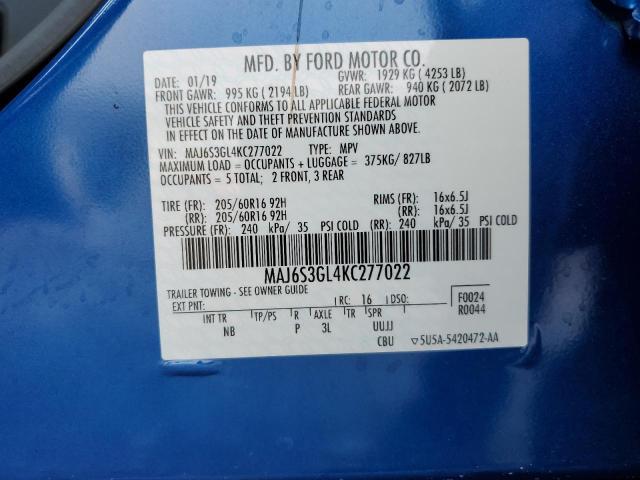 MFD. BY FORD MOTOR CO.
DATE: 01/19 GVWR: 1929 KG ( 4253 LB)
FRONT GAWR: 995 KG ( 2194 LB) REAR GAWR: 940 KG ( 2072 LB)
THIS VEHICLE CONFORMS TO ALL APPLICABLE FEDERAL MOTOR
VEHICLE SAFETY AND THEFT PREVENTION STANDARDS
IN EFFECT ON THE DATE OF MANUFACTURE SHOWN ABOVE.
VIN: MAJ6S3GL4KC277022 TYPE: MPV
MAXIMUM LOAD = OCCUPANTS + LUGGAGE = 375KG/ 827LB
OCCUPANTS = 5 TOTAL; 2 FRONT, 3 REAR
TIRE (FR): 205/60R16 92H RIMS (FR): 16x6.5J
(RR): 205/60R16 92H (RR): 16x6.5J
PRESSURE (FR): 240 kPa/ 35 PSI COLD (RR): 240 kPa/ 35 PSI COLD
MAJ6S3GL4KC277022
TRAILER TOWING - SEE OWNER GUIDE
EXT PNT: RC: 16 DSO: F0024
INT TR TP/PS R AXLE TR SPR R0044
NB P 3L UUJJ
CBU ▽5U5A-5420472-AA